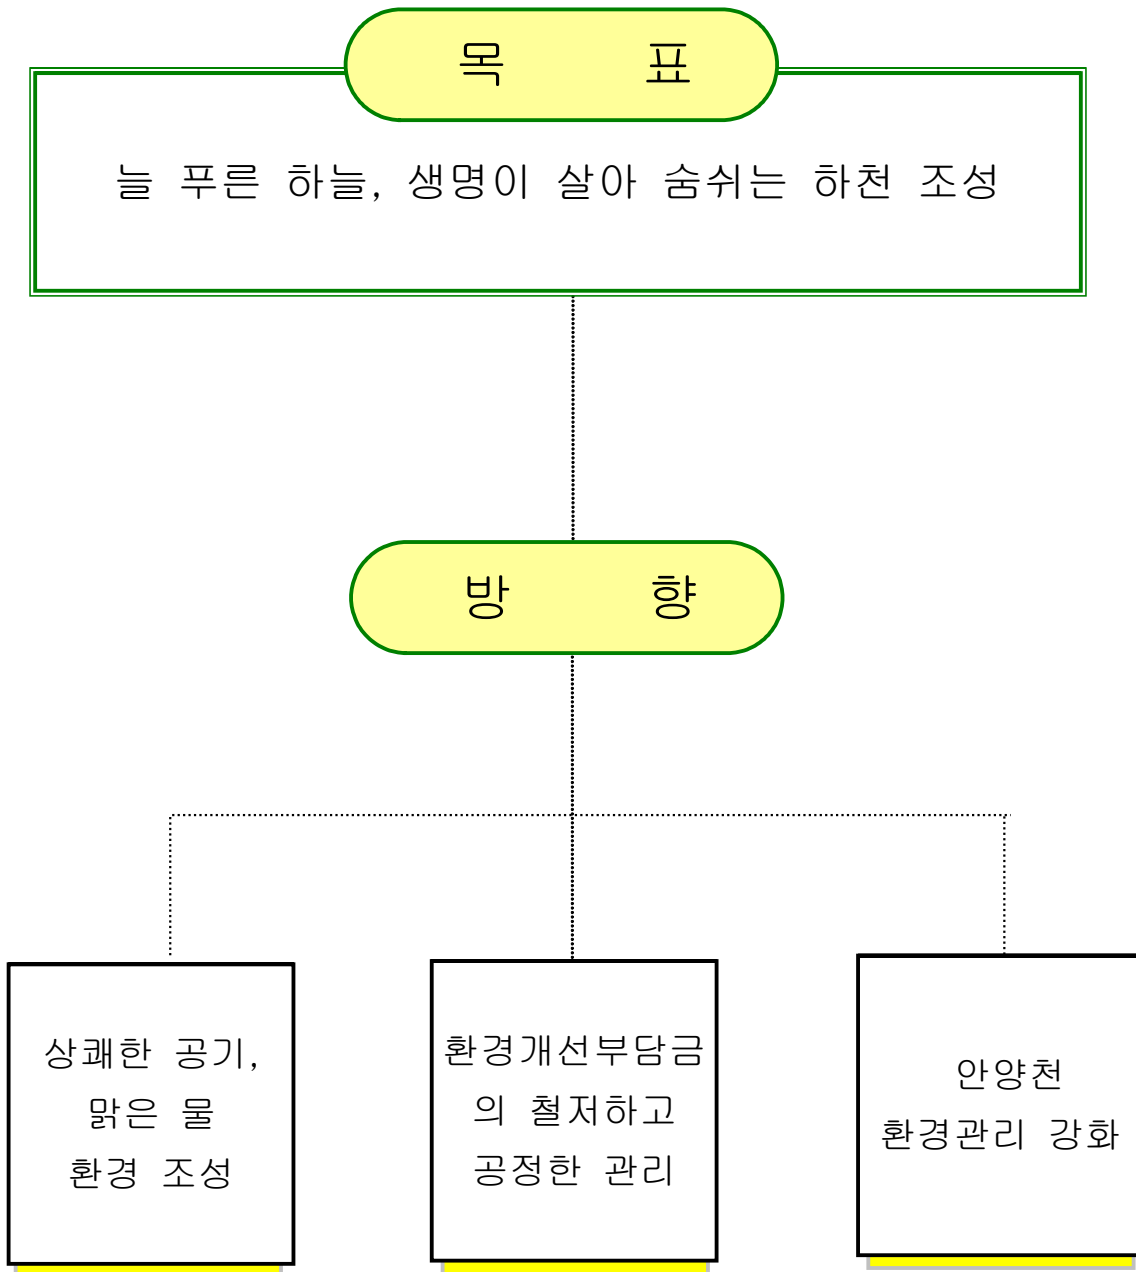 목 표
늘 푸른 하늘, 생명이 살아 숨쉬는 하천 조성
방 향
상쾌한 공기,
맑은 물
환경 조성
환경개선부담금
의 철저하고
공정한 관리
안양천
환경관리 강화